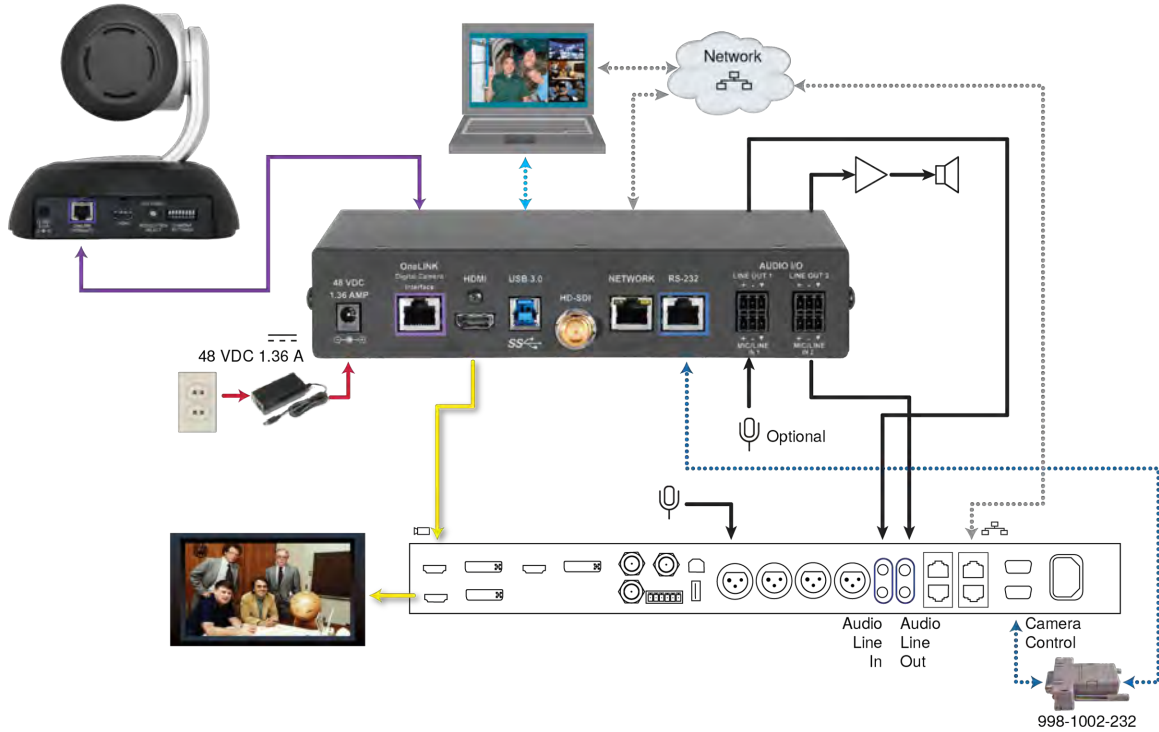 Network
AUDIO I/O
LINE OUT 1 LINE OUT 2
+ - ▼ + - ▼
OneLINK
Digital Camera
Interface
HDMI
USB 3.0
HD-SDI
NETWORK
RS-232
48 VDC
1.36 AMP
MIC/LINE
IN 1
MIC/LINE
IN 2
48 VDC 1.36 A
Optional
Audio
Line
In
Audio
Line
Out
Camera
Control
998-1002-232